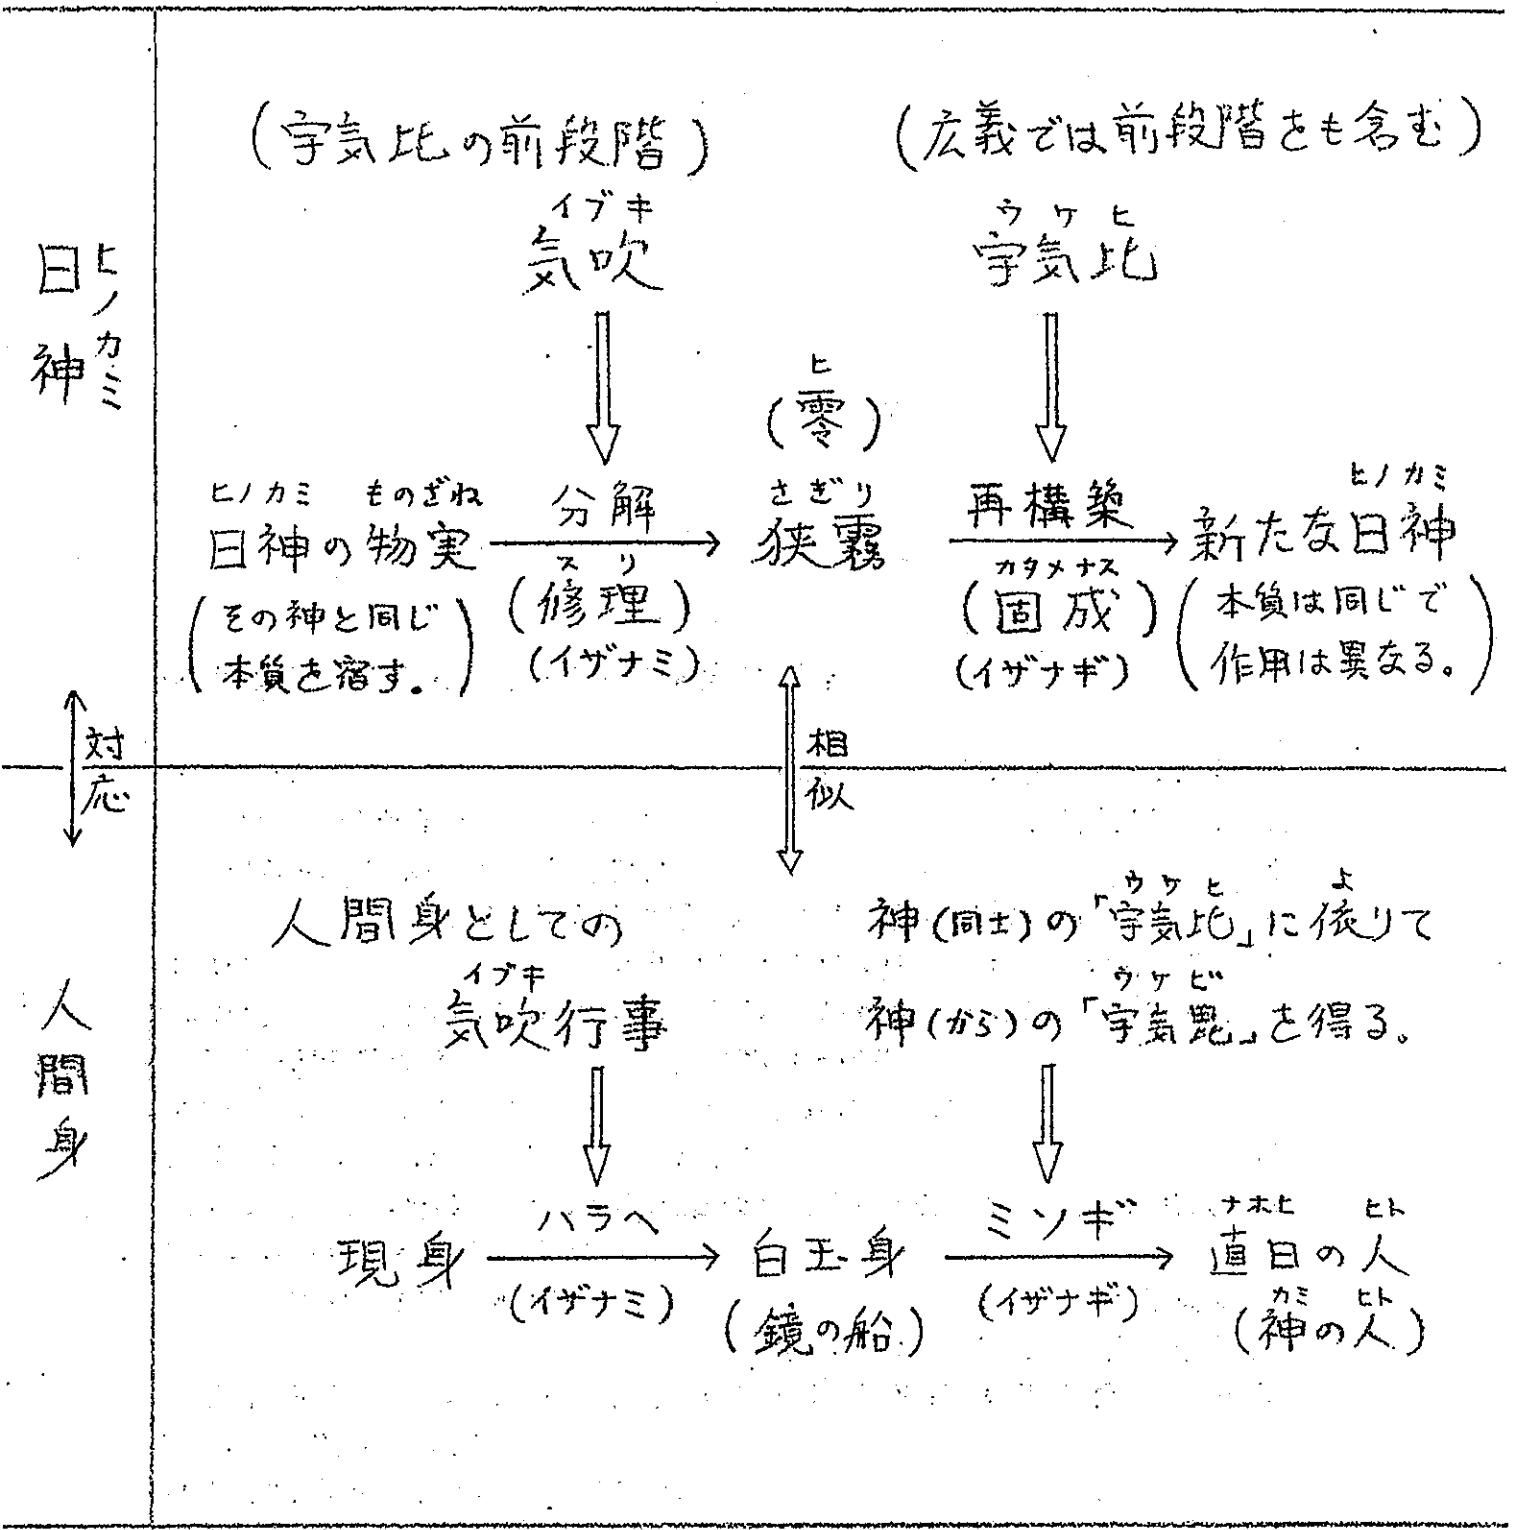 (宇気比の前段階)
(広義では前段階をも含む)
イブキ
気吹
ウケヒ
宇気比
日神
ヒノカミ
ヒ
(零)
ヒノカミ ものざね
日神の物実
(その神と同じ
本質を宿す。)
分解
スリ
(修理)
(イザナミ)
さぎり
狭霧
再構築
カタメナス
(固成)
(イザナギ)
ヒノカミ
新たな日神
(本質は同じで
作用は異なる。)
対応
相似
人間身
人間身としての
イブキ
気吹行事
ウケヒ よ
神(同士)の「宇気比」に依りて
ウケビ
神(から)の「宇気毘」を得る。
現身
ハラヘ
(イザナミ)
白玉身
(鏡の船)
ミソギ
(イザナギ)
ナホヒ ヒト
直日の人
カミ ヒト
(神の人)